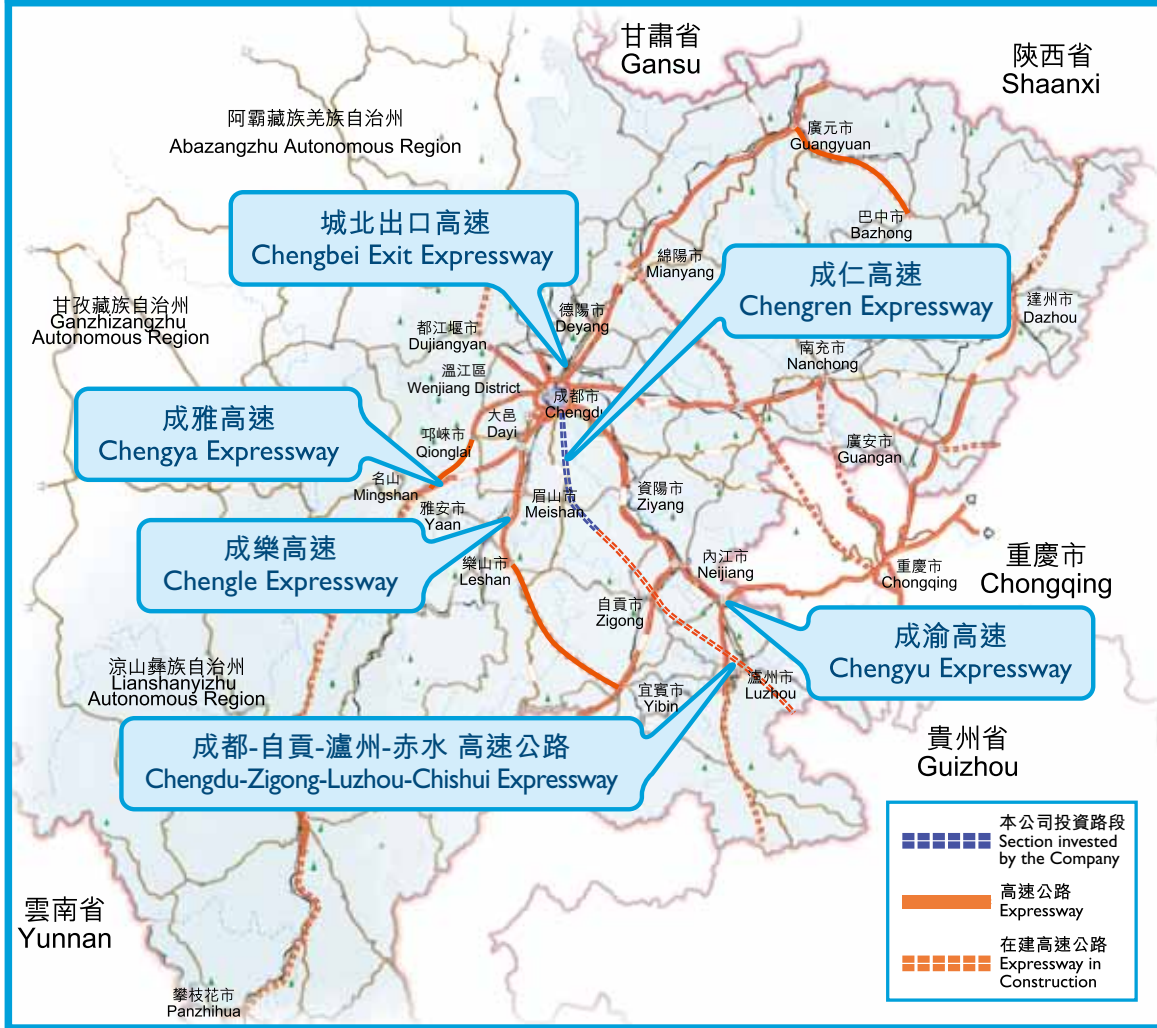 甘肅省
Gansu
陝西省
Shaanxi
阿霸藏族羌族自治州
Abazangzhu Autonomous Region
廣元市
Guangyuan
城北出口高速
Chengbei Exit Expressway
巴中市
Bazhong
綿陽市
Mianyang
成仁高速
Chengren Expressway
甘孜藏族自治州
Ganzhizangzhu
Autonomous Region
達州市
Dazhou
德陽市
Deyang
都江堰市
Dujiangyan
南充市
Nanchong
溫江區
Wenjiang District
成都市
Chengdu
成雅高速
Chengya Expressway
大邑
Dayi
邛崍市
Qionglai
廣安市
Guangan
名山
Mingshan
雅安市
Yaan
眉山市
Meishan
資陽市
Ziyang
成樂高速
Chengle Expressway
樂山市
Leshan
內江市
Neijiang
重慶市
Chongqing
重慶市
Chongqing
自貢市
Zigong
成渝高速
Chengyu Expressway
涼山彝族自治州
Lianshanyizhu
Autonomous Region
宜賓市
Yibin
瀘州市
Luzhou
成都-自貢-瀘州-赤水 高速公路
Chengdu-Zigong-Luzhou-Chishui Expressway
貴州省
Guizhou
本公司投資路段
Section invested
by the Company
高速公路
Expressway
在建高速公路
Expressway in
Construction
雲南省
Yunnan
攀枝花市
Panzhihua